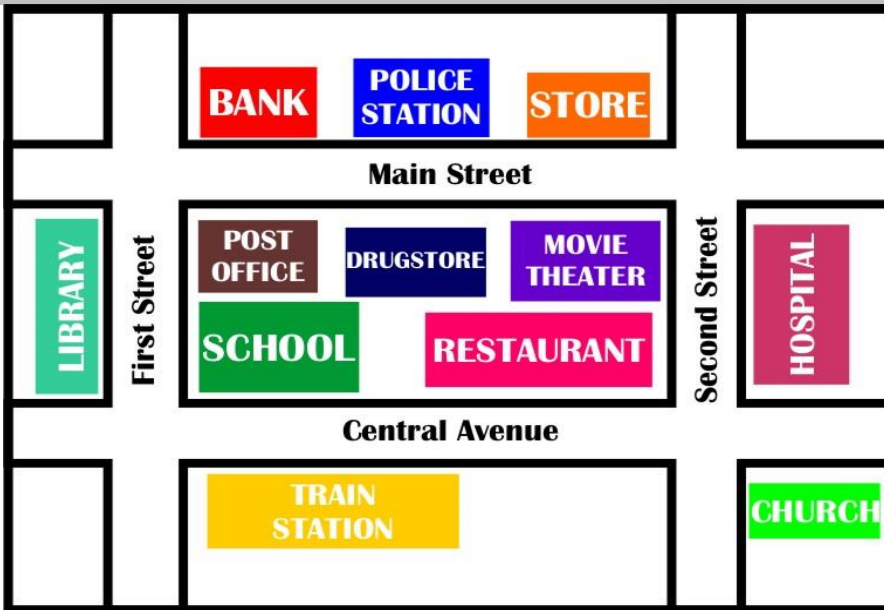 BANK
POLICE
STATION
STORE
Main Street
LIBRARY
First Street
POST
OFFICE
DRUGSTORE
MOVIE
THEATER
SCHOOL
RESTAURANT
Second Street
HOSPITAL
Central Avenue
TRAIN
STATION
CHURCH